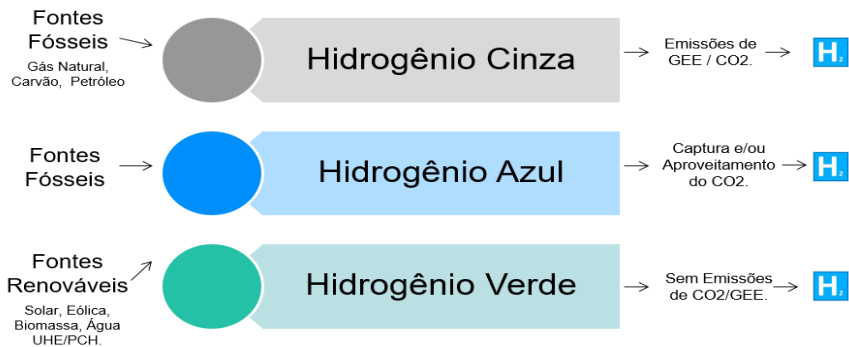 Fontes
Fósseis
Gás Natural,
Carvão, Petróleo
Hidrogênio Cinza
Emissões de
GEE / CO2.
H2
Fontes
Fósseis
Hidrogênio Azul
Captura e/ou
Aproveitamento
do CO2.
H2
Fontes
Renováveis
Solar, Eólica,
Biomassa, Água
UHE/PCH.
Hidrogênio Verde
Sem Emissões
de CO2/GEE.
H2